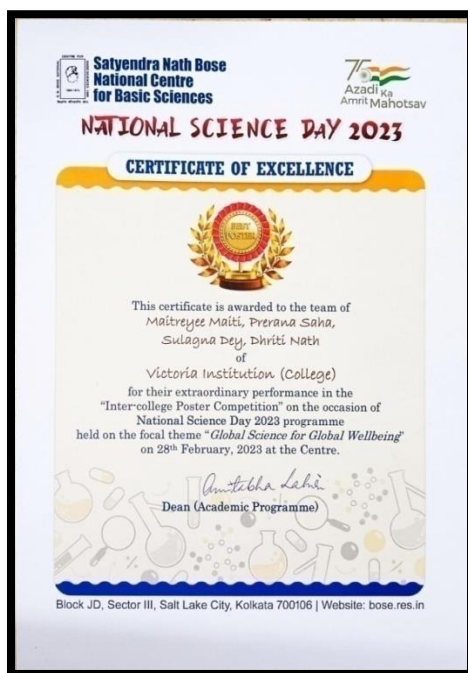 Satyendra Nath Bose
National Centre
for Basic Sciences
75
Azadi Ka
Amrit Mahotsav
NATIONAL SCIENCE DAY 2023
CERTIFICATE OF EXCELLENCE
BEST
POSTER
This certificate is awarded to the team of
Maitreyee Maiti, Prerana Saha,
Sulagna Dey, Dhriti Nath
of
Victoria Institution (College)
for their extraordinary performance in the
"Inter-college Poster Competition" on the occasion of
National Science Day 2023 programme
held on the focal theme "Global Science for Global Wellbeing"
on 28th February, 2023 at the Centre.
Dean (Academic Programme)
Block JD, Sector III, Salt Lake City, Kolkata 700106 | Website: bose.res.in